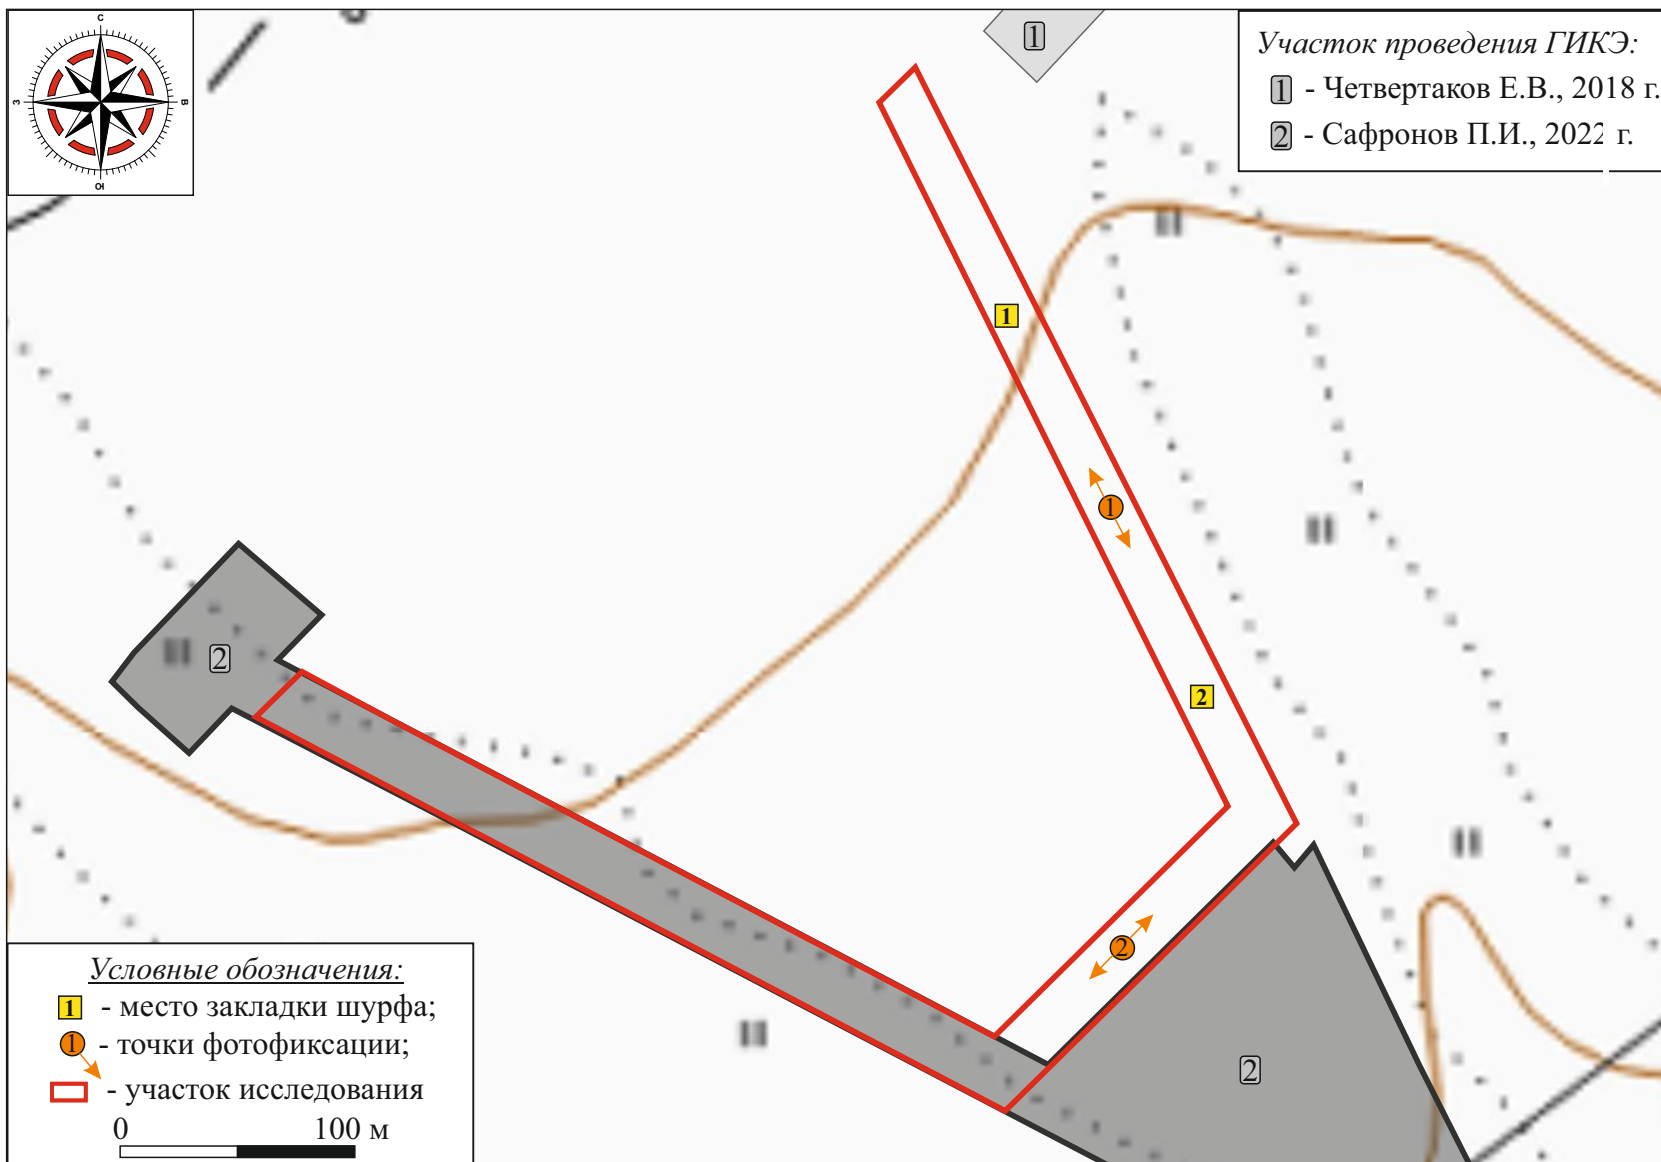 С
З
В
Ю
1
Участок проведения ГИКЭ:
1 - Четвертаков Е.В., 2018 г.
2 - Сафронов П.И., 2022 г.
1
1
2
2
2
2
Условные обозначения:
1 - место закладки шурфа;
1 - точки фотофиксации;
- участок исследования
0 100 м